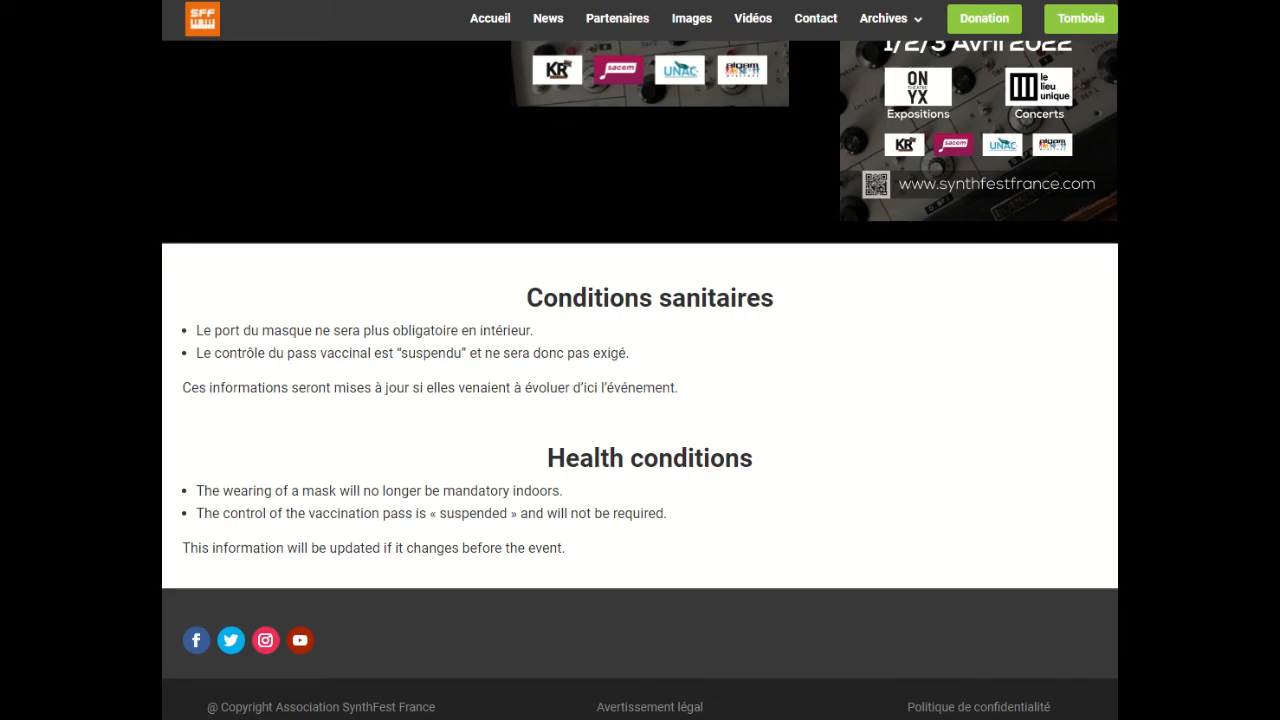 SFF
Accueil News Partenaires Images Vidéos Contact Archives Donation Tombola
1/2/3 Avril 2022
KR sacem UNAC algam
ONYX
THÉÂTRE
le lieu unique
Expositions Concerts
KR sacem UNAC algam
www.synthfestfrance.com
Conditions sanitaires
• Le port du masque ne sera plus obligatoire en intérieur.
• Le contrôle du pass vaccinal est “suspendu” et ne sera donc pas exigé.
Ces informations seront mises à jour si elles venaient à évoluer d’ici l’événement.
Health conditions
• The wearing of a mask will no longer be mandatory indoors.
• The control of the vaccination pass is « suspended » and will not be required.
This information will be updated if it changes before the event.
@ Copyright Association SynthFest France Avertissement légal Politique de confidentialité